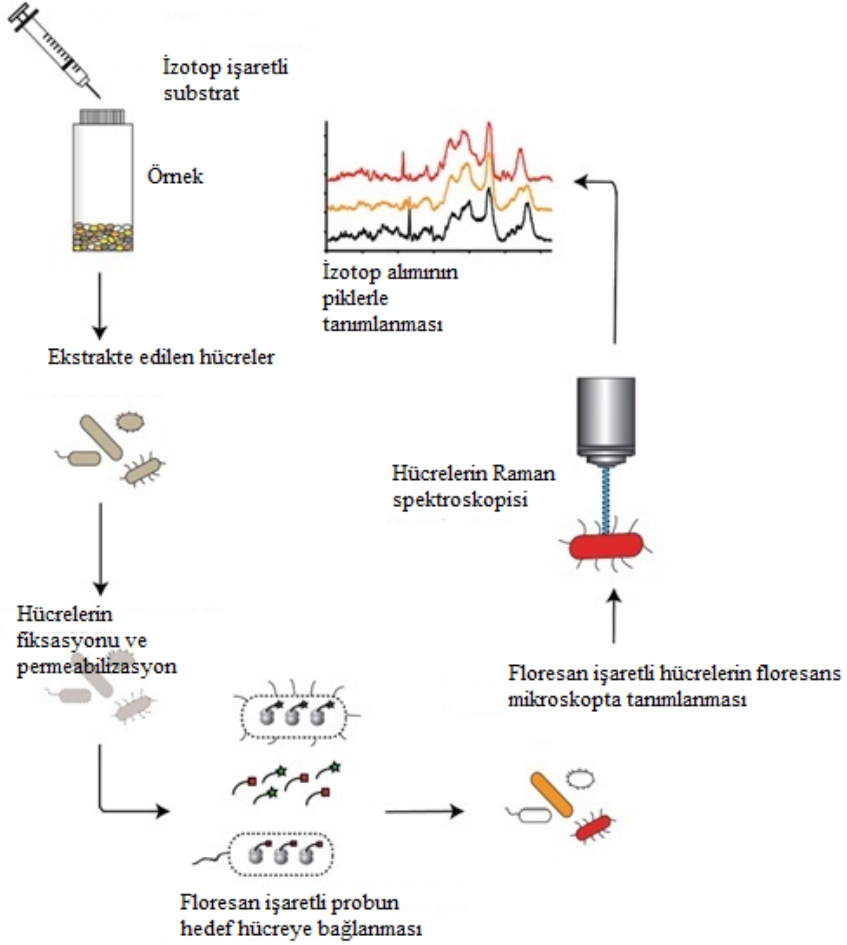 İzotop işaretli
substrat
Örnek
Ekstrakte edilen hücreler
Hücrelerin
fiksasyonu ve
permeabilizasyon
Floresan işaretli probun
hedef hücreye bağlanması
Floresan işaretli hücrelerin floresans
mikroskopta tanımlanması
Hücrelerin Raman
spektroskopisi
İzotop alımının
piklerle
tanımlanması